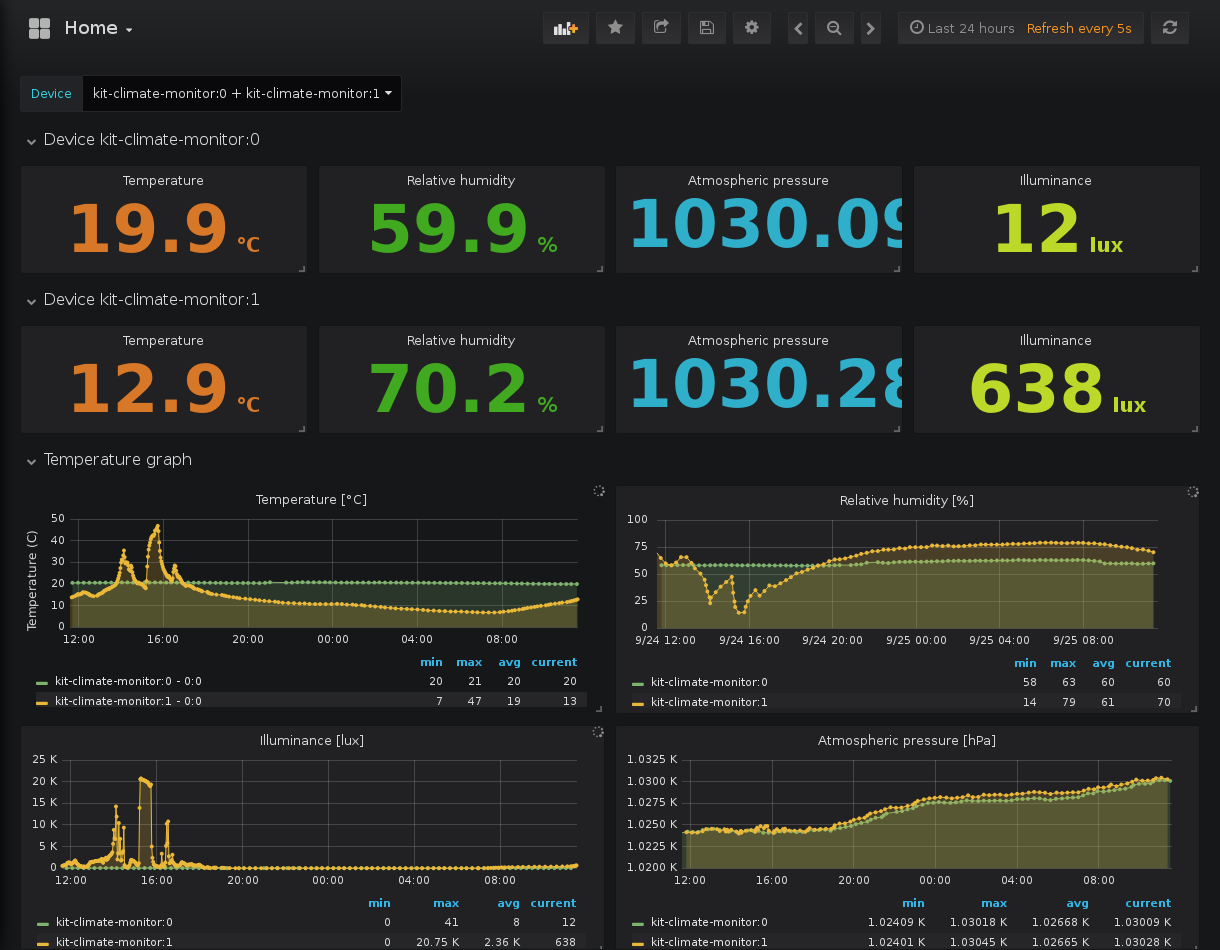 Home
Last 24 hours Refresh every 5s
Device kit-climate-monitor:0 + kit-climate-monitor:1
Device kit-climate-monitor:0
Temperature Relative humidity Atmospheric pressure Illuminance
19.9 °C 59.9 % 1030.09 12 lux
Device kit-climate-monitor:1
Temperature Relative humidity Atmospheric pressure Illuminance
12.9 °C 70.2 % 1030.28 638 lux
Temperature graph
Temperature [°C]
Temperature (C)
50
40
30
20
10
0
12:00 16:00 20:00 00:00 04:00 08:00
min max avg current
kit-climate-monitor:0 - 0:0 20 21 20 20
kit-climate-monitor:1 - 0:0 7 47 19 13
Relative humidity [%]
100
75
50
25
0
9/24 12:00 9/24 16:00 9/24 20:00 9/25 00:00 9/25 04:00 9/25 08:00
min max avg current
kit-climate-monitor:0 58 63 60 60
kit-climate-monitor:1 14 79 61 70
Illuminance [lux]
25 K
20 K
15 K
10 K
5 K
0
12:00 16:00 20:00 00:00 04:00 08:00
min max avg current
kit-climate-monitor:0 0 41 8 12
kit-climate-monitor:1 0 20.75 K 2.36 K 638
Atmospheric pressure [hPa]
1.0325 K
1.0300 K
1.0275 K
1.0250 K
1.0225 K
1.0200 K
12:00 16:00 20:00 00:00 04:00 08:00
min max avg current
kit-climate-monitor:0 1.02409 K 1.03018 K 1.02668 K 1.03009 K
kit-climate-monitor:1 1.02401 K 1.03045 K 1.02665 K 1.03028 K